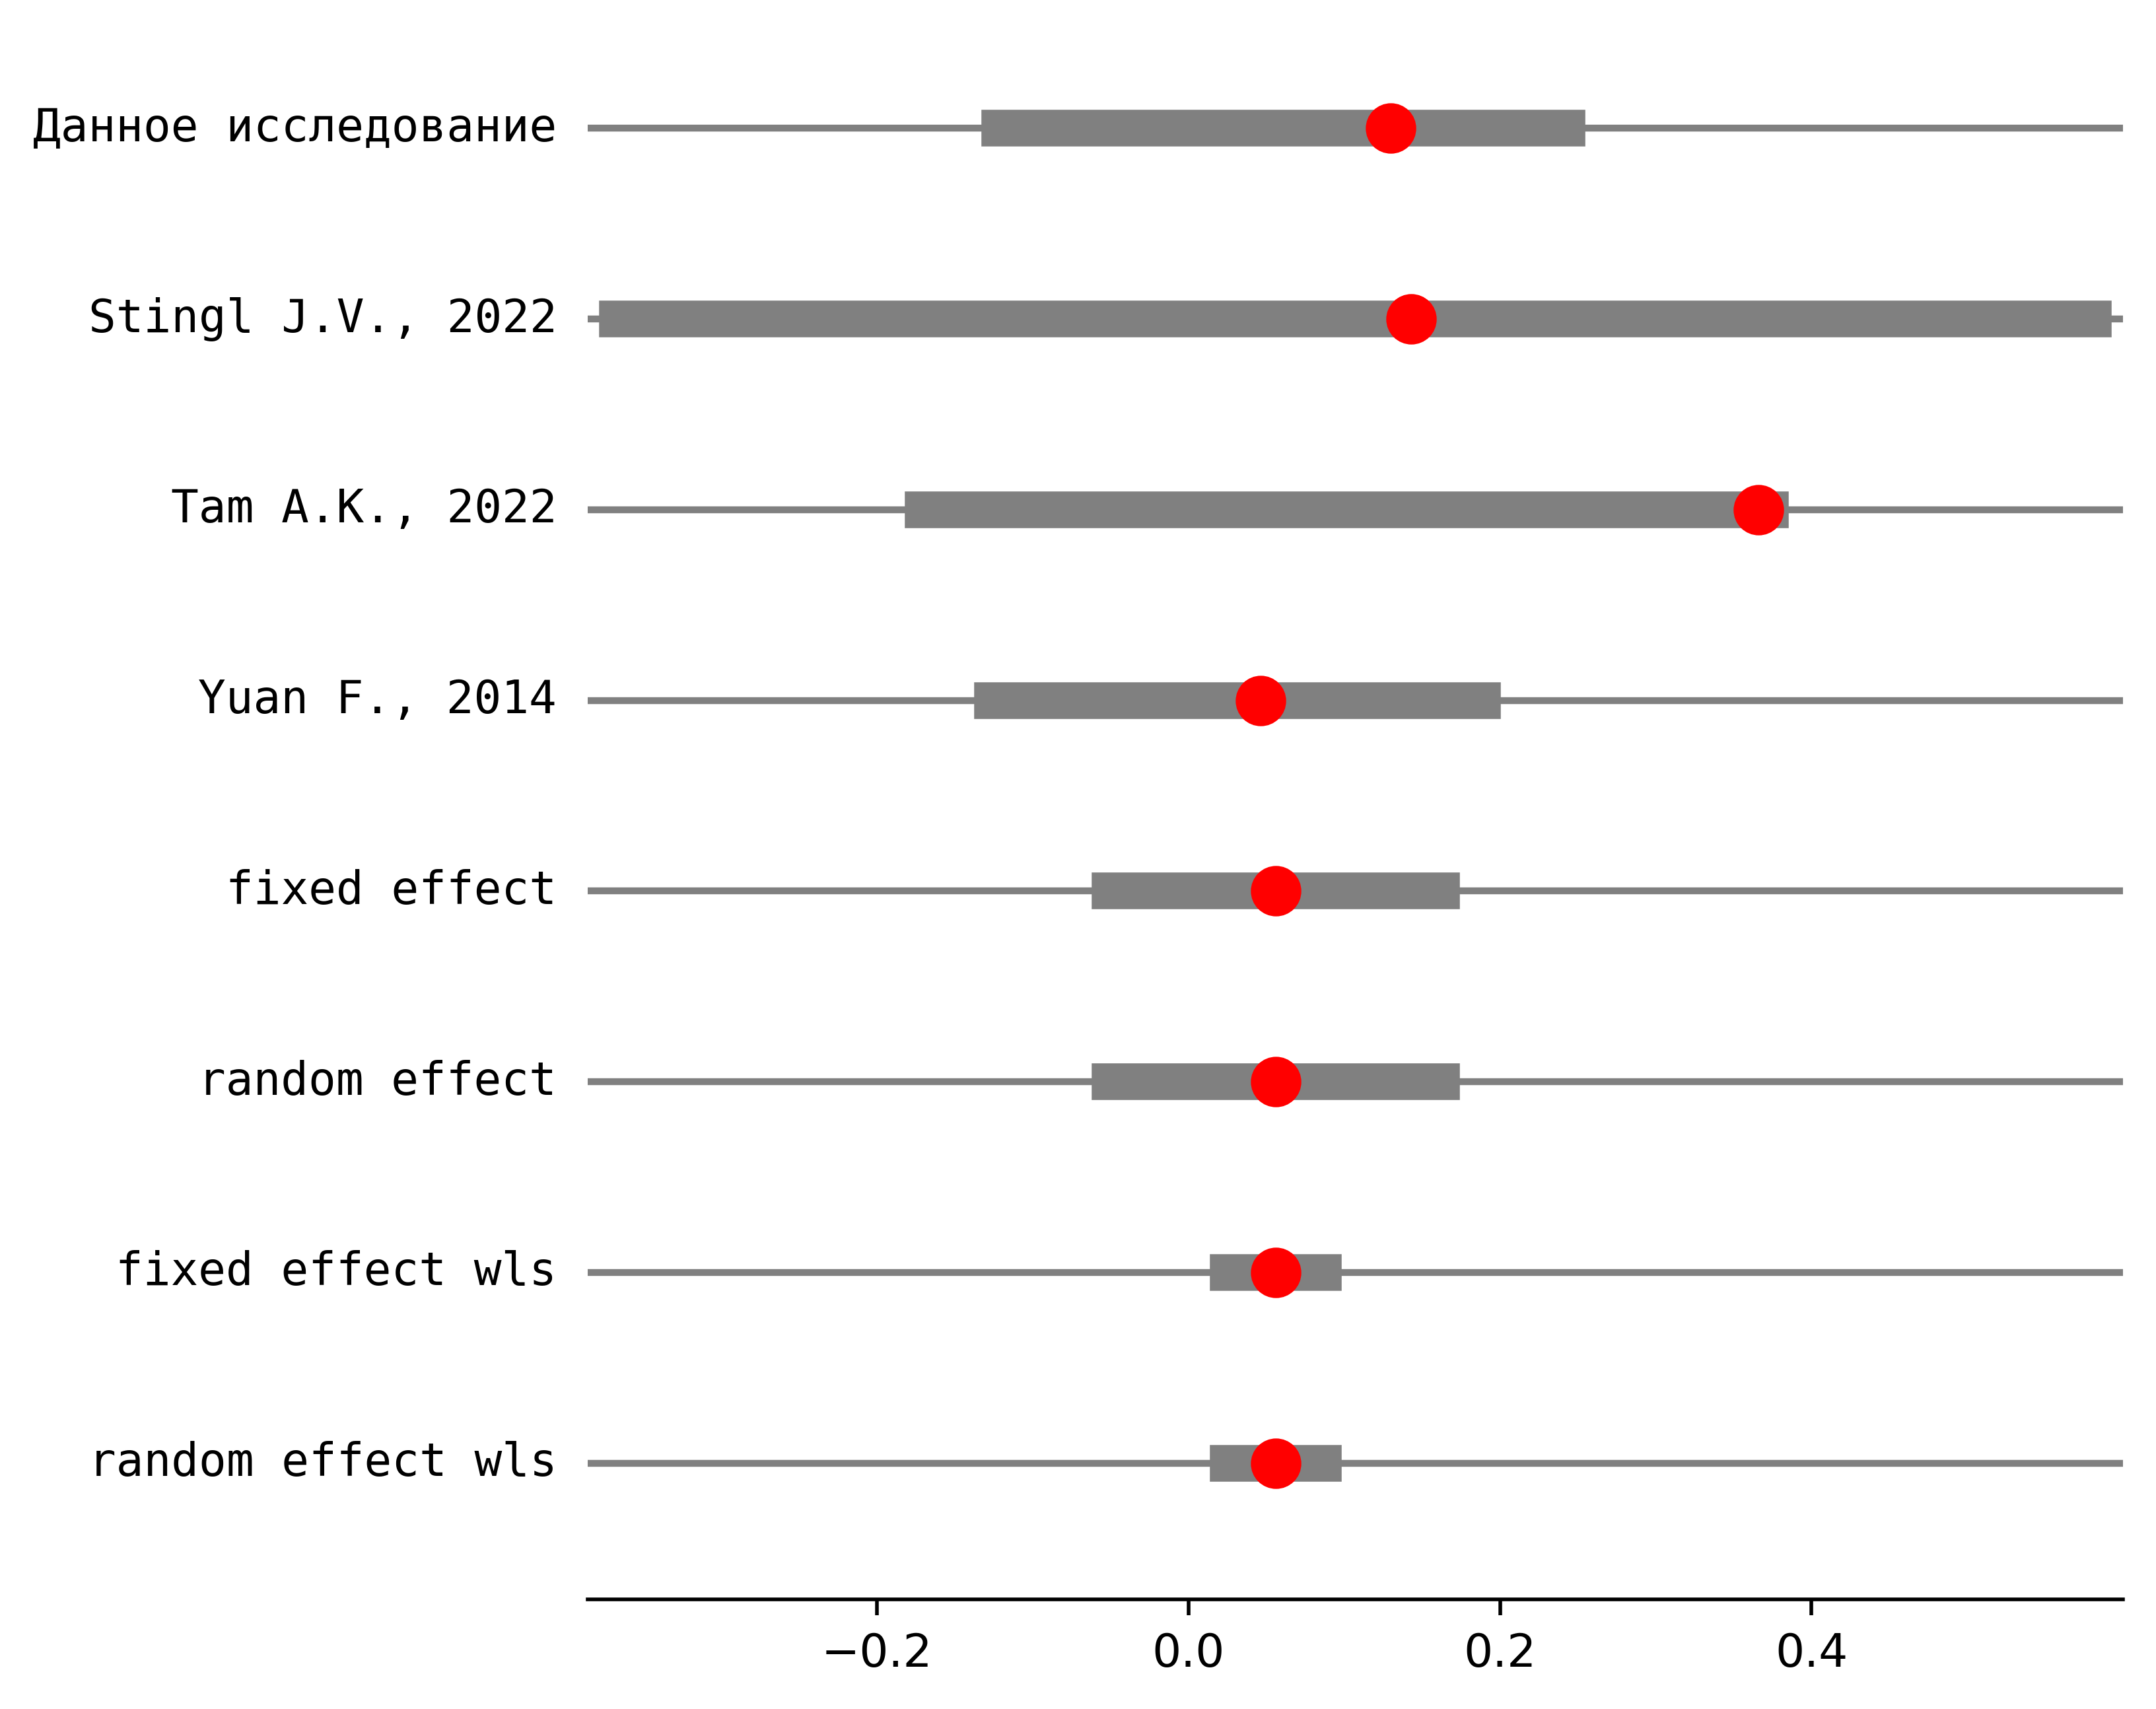 Данное исследование
Stingl J.V., 2022
Tam A.K., 2022
Yuan F., 2014
fixed effect
random effect
fixed effect wls
random effect wls
−0.2 0.0 0.2 0.4